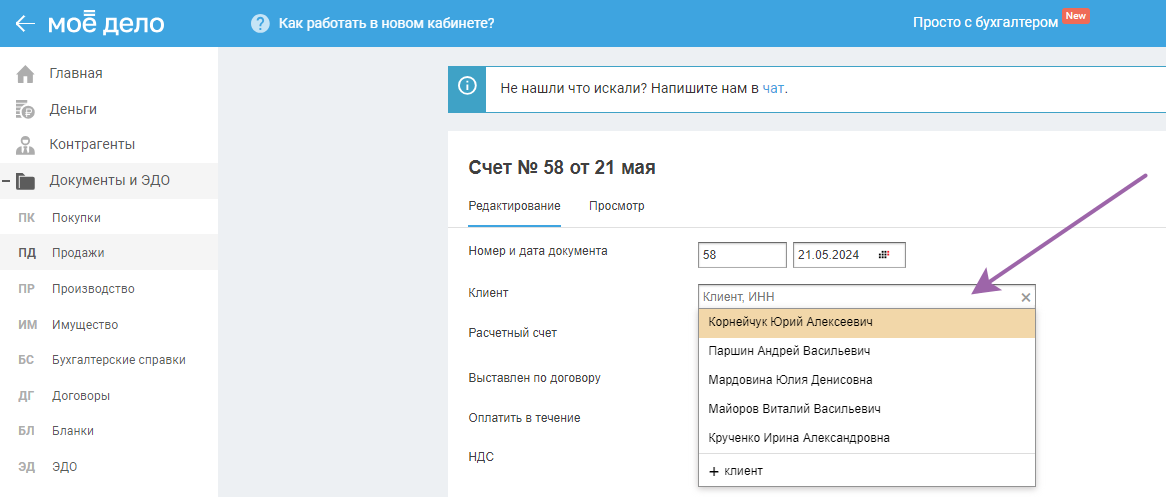 моё дело
? Как работать в новом кабинете?
Просто с бухгалтером New
Главная
Деньги
Контрагенты
Документы и ЭДО
ПК Покупки
ПД Продажи
ПР Производство
ИМ Имущество
БС Бухгалтерские справки
ДГ Договоры
БЛ Бланки
ЭД ЭДО
Не нашли что искали? Напишите нам в чат.
Счет № 58 от 21 мая
Редактирование Просмотр
Номер и дата документа 58 21.05.2024
Клиент Клиент, ИНН
Корнейчук Юрий Алексеевич
Расчетный счет
Паршин Андрей Васильевич
Выставлен по договору
Мардовина Юлия Денисовна
Майоров Виталий Васильевич
Оплатить в течение
Крученко Ирина Александровна
НДС
+ клиент